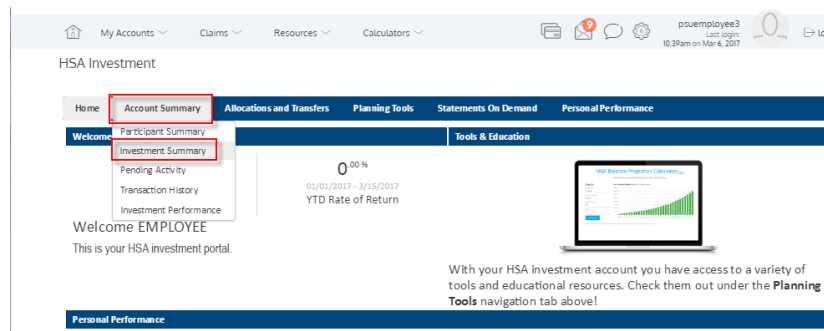 My Accounts Claims Resources Calculators 9 psuemployee3
Last login:
10.39am on Mar 6, 2017
HSA Investment
Home Account Summary Allocations and Transfers Planning Tools Statements On Demand Personal Performance
Welcome Tools & Education
Participant Summary
Investment Summary
Pending Activity
Transaction History
Investment Performance
0.00 %
01/01/2017 - 3/15/2017
YTD Rate of Return
Welcome EMPLOYEE
This is your HSA investment portal.
HSA Balance Projection Calculator
With your HSA investment account you have access to a variety of
tools and educational resources. Check them out under the Planning
Tools navigation tab above!
Personal Performance